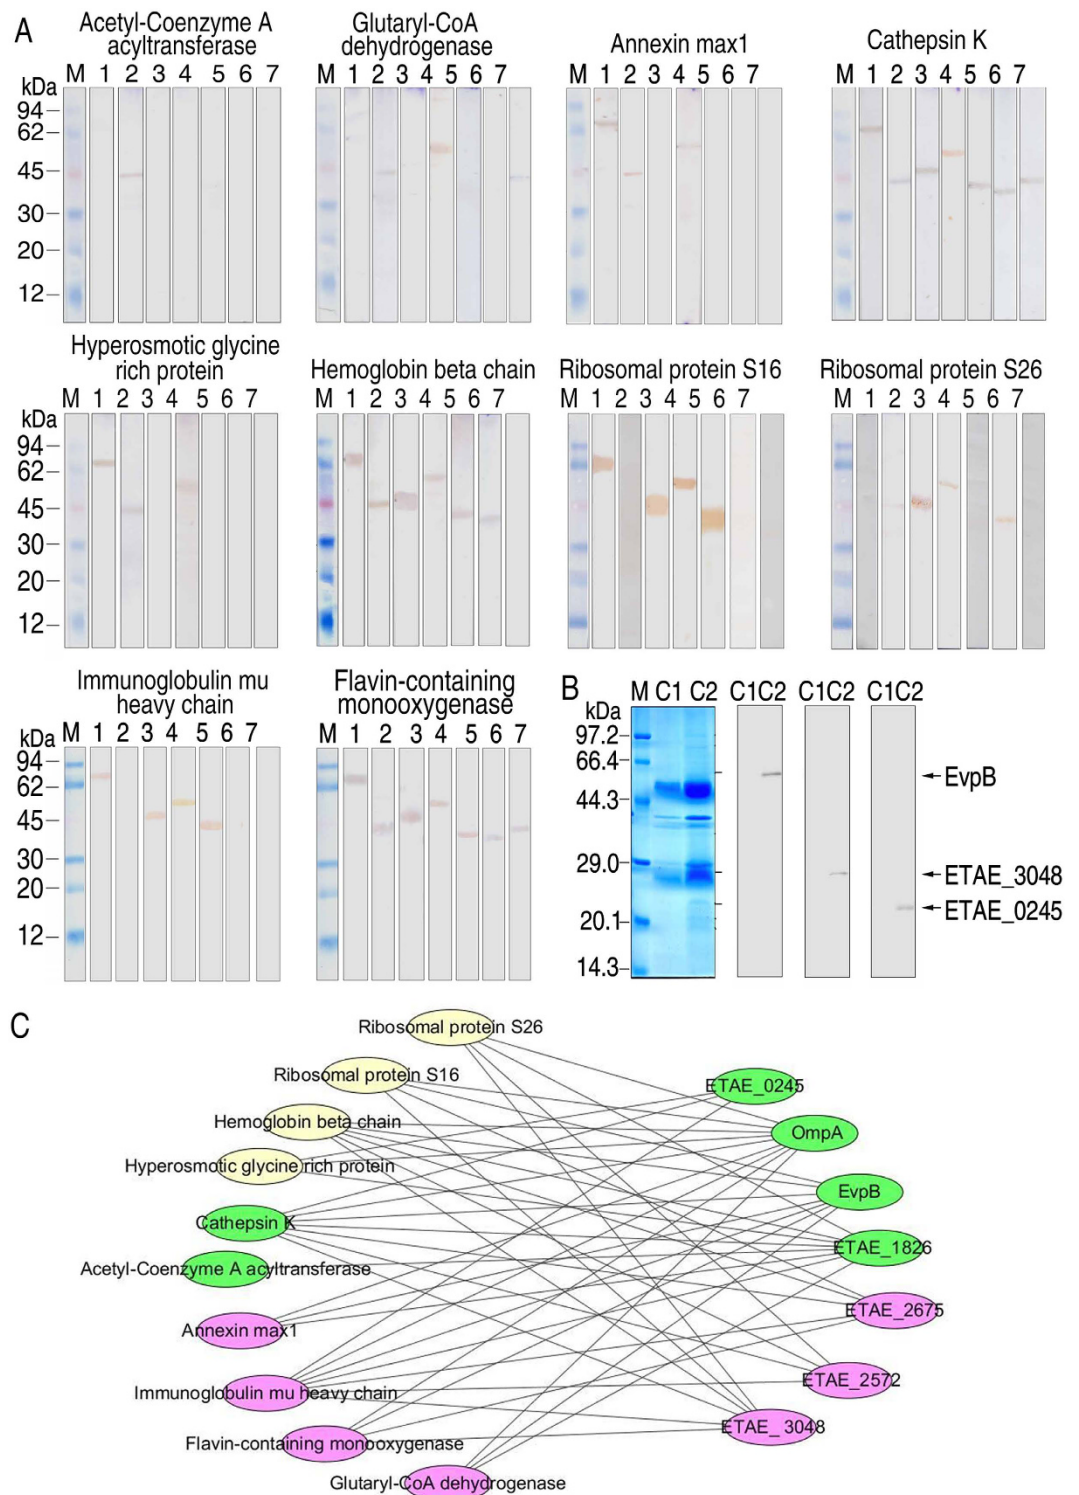 A
Acetyl-Coenzyme A
acyltransferase
Glutaryl-CoA
dehydrogenase
Annexin max1
Cathepsin K
M 1 2 3 4 5 6 7
M 1 2 3 4 5 6 7
M 1 2 3 4 5 6 7
M 1 2 3 4 5 6 7
kDa
94
62
45
30
20
12
Hyperosmotic glycine
rich protein
Hemoglobin beta chain
Ribosomal protein S16
Ribosomal protein S26
M 1 2 3 4 5 6 7
M 1 2 3 4 5 6 7
M 1 2 3 4 5 6 7
M 1 2 3 4 5 6 7
kDa
94
62
45
30
20
12
Immunoglobulin mu
heavy chain
Flavin-containing
monooxygenase
M 1 2 3 4 5 6 7
M 1 2 3 4 5 6 7
kDa
94
62
45
30
20
12
B
M C1 C2 C1C2 C1C2 C1C2
kDa
97.2
66.4
44.3
29.0
20.1
14.3
EvpB
ETAE_3048
ETAE_0245
C
Ribosomal protein S26
Ribosomal protein S16
Hemoglobin beta chain
Hyperosmotic glycine rich protein
Cathepsin K
Acetyl-Coenzyme A acyltransferase
Annexin max1
Immunoglobulin mu heavy chain
Flavin-containing monooxygenase
Glutaryl-CoA dehydrogenase
ETAE_0245
OmpA
EvpB
ETAE_1826
ETAE_2675
ETAE_2572
ETAE_3048